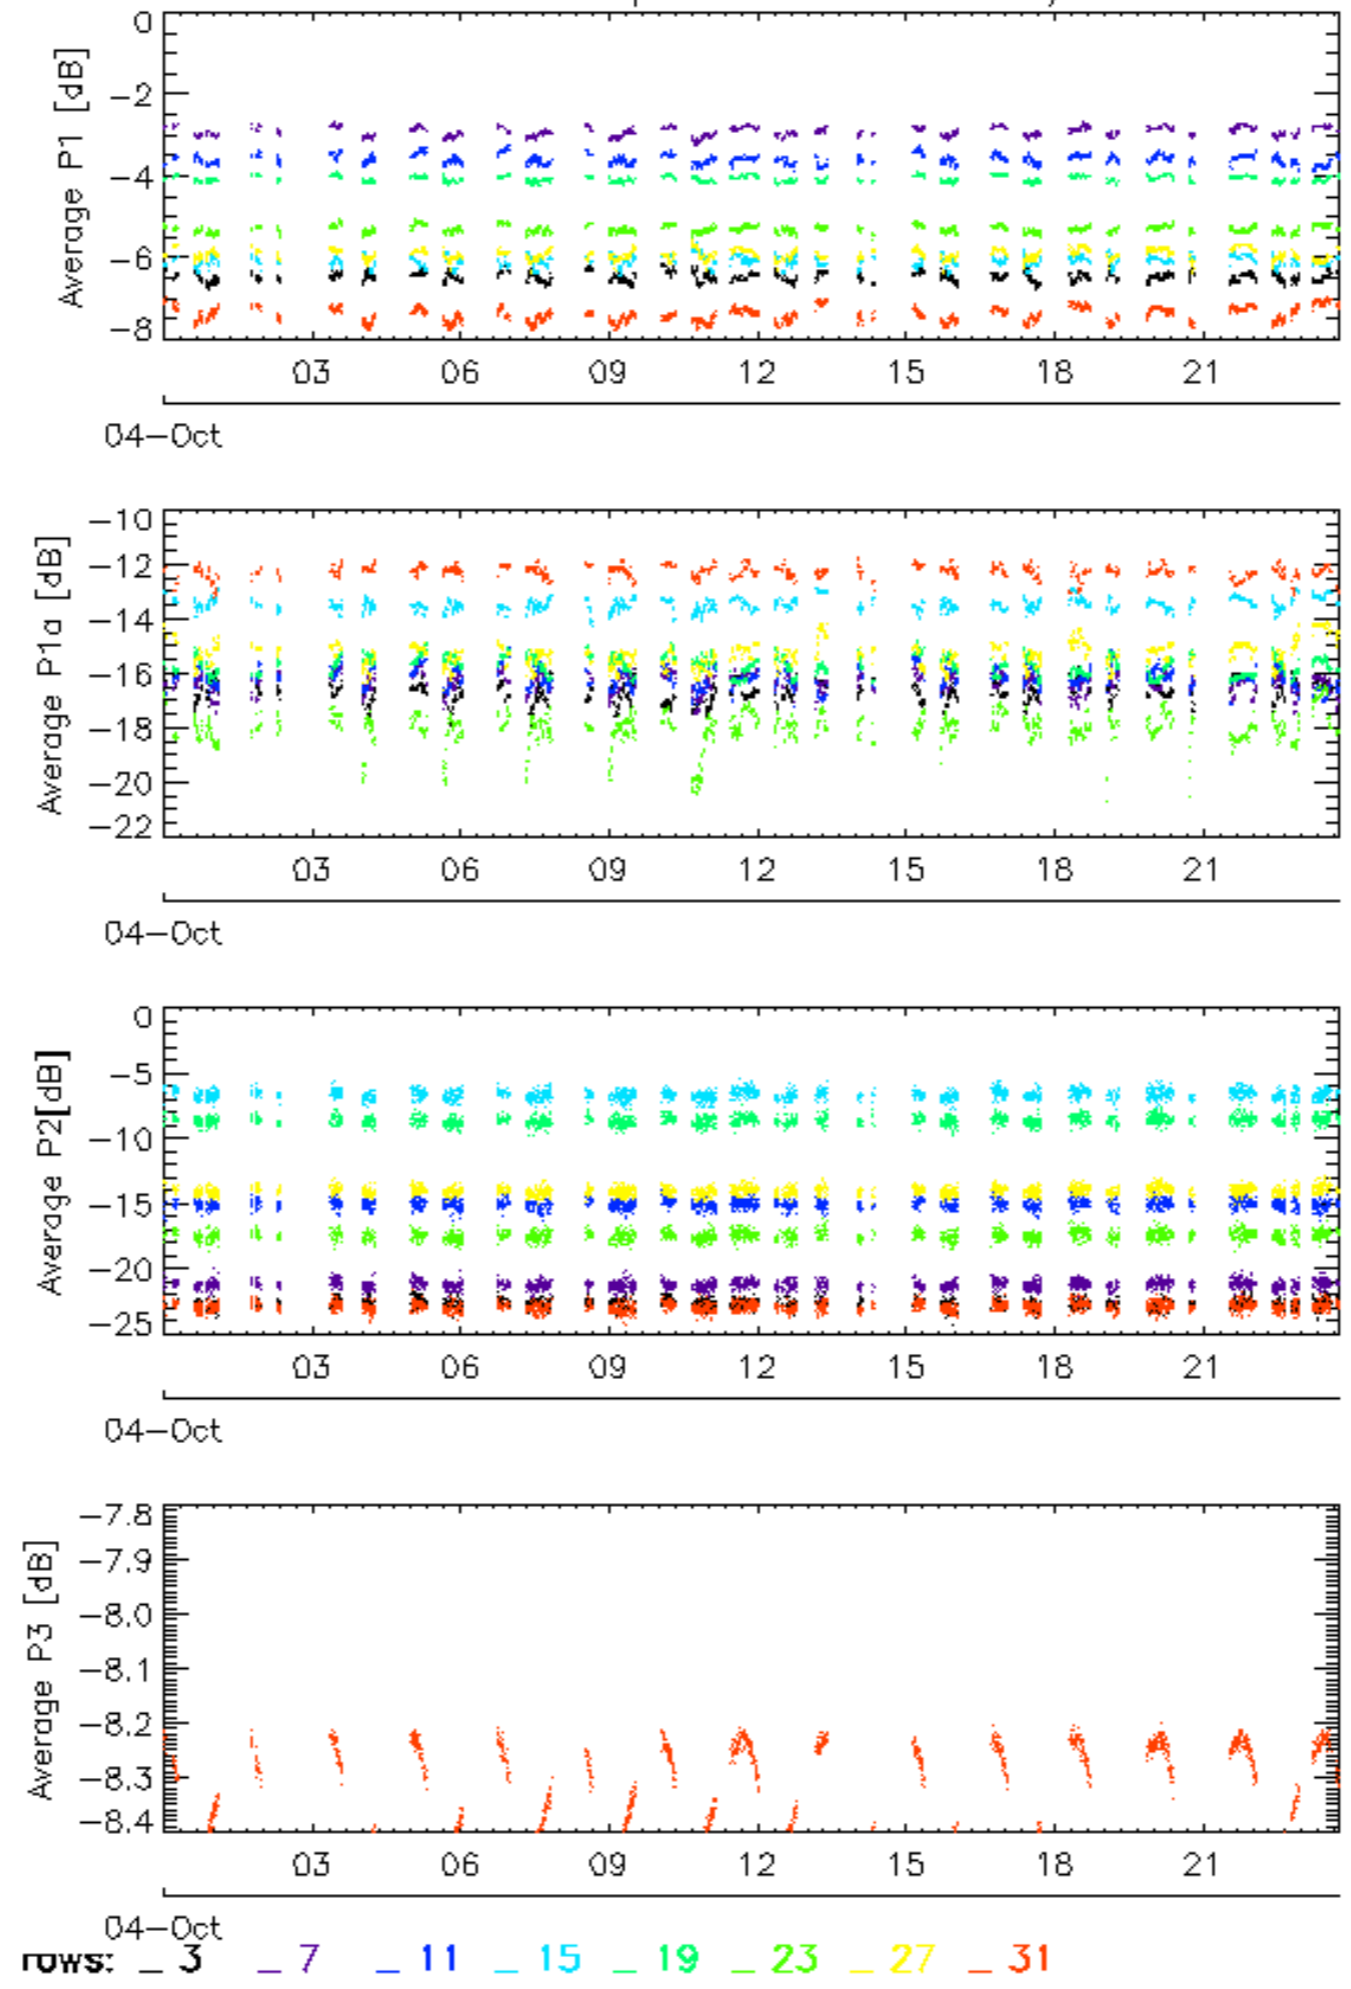 0
−2
−4
−6
−8
Average P1 [dB]
03 06 09 12 15 18 21
04−Oct
−10
−12
−14
−16
−18
−20
−22
Average P1a [dB]
03 06 09 12 15 18 21
04−Oct
0
−5
−10
−15
−20
−25
Average P2[dB]
03 06 09 12 15 18 21
04−Oct
−7.8
−7.9
−8.0
−8.1
−8.2
−8.3
−8.4
Average P3 [dB]
03 06 09 12 15 18 21
04−Oct
rows: _ 3 _ 7 _ 11 _ 15 _ 19 _ 23 _ 27 _ 31